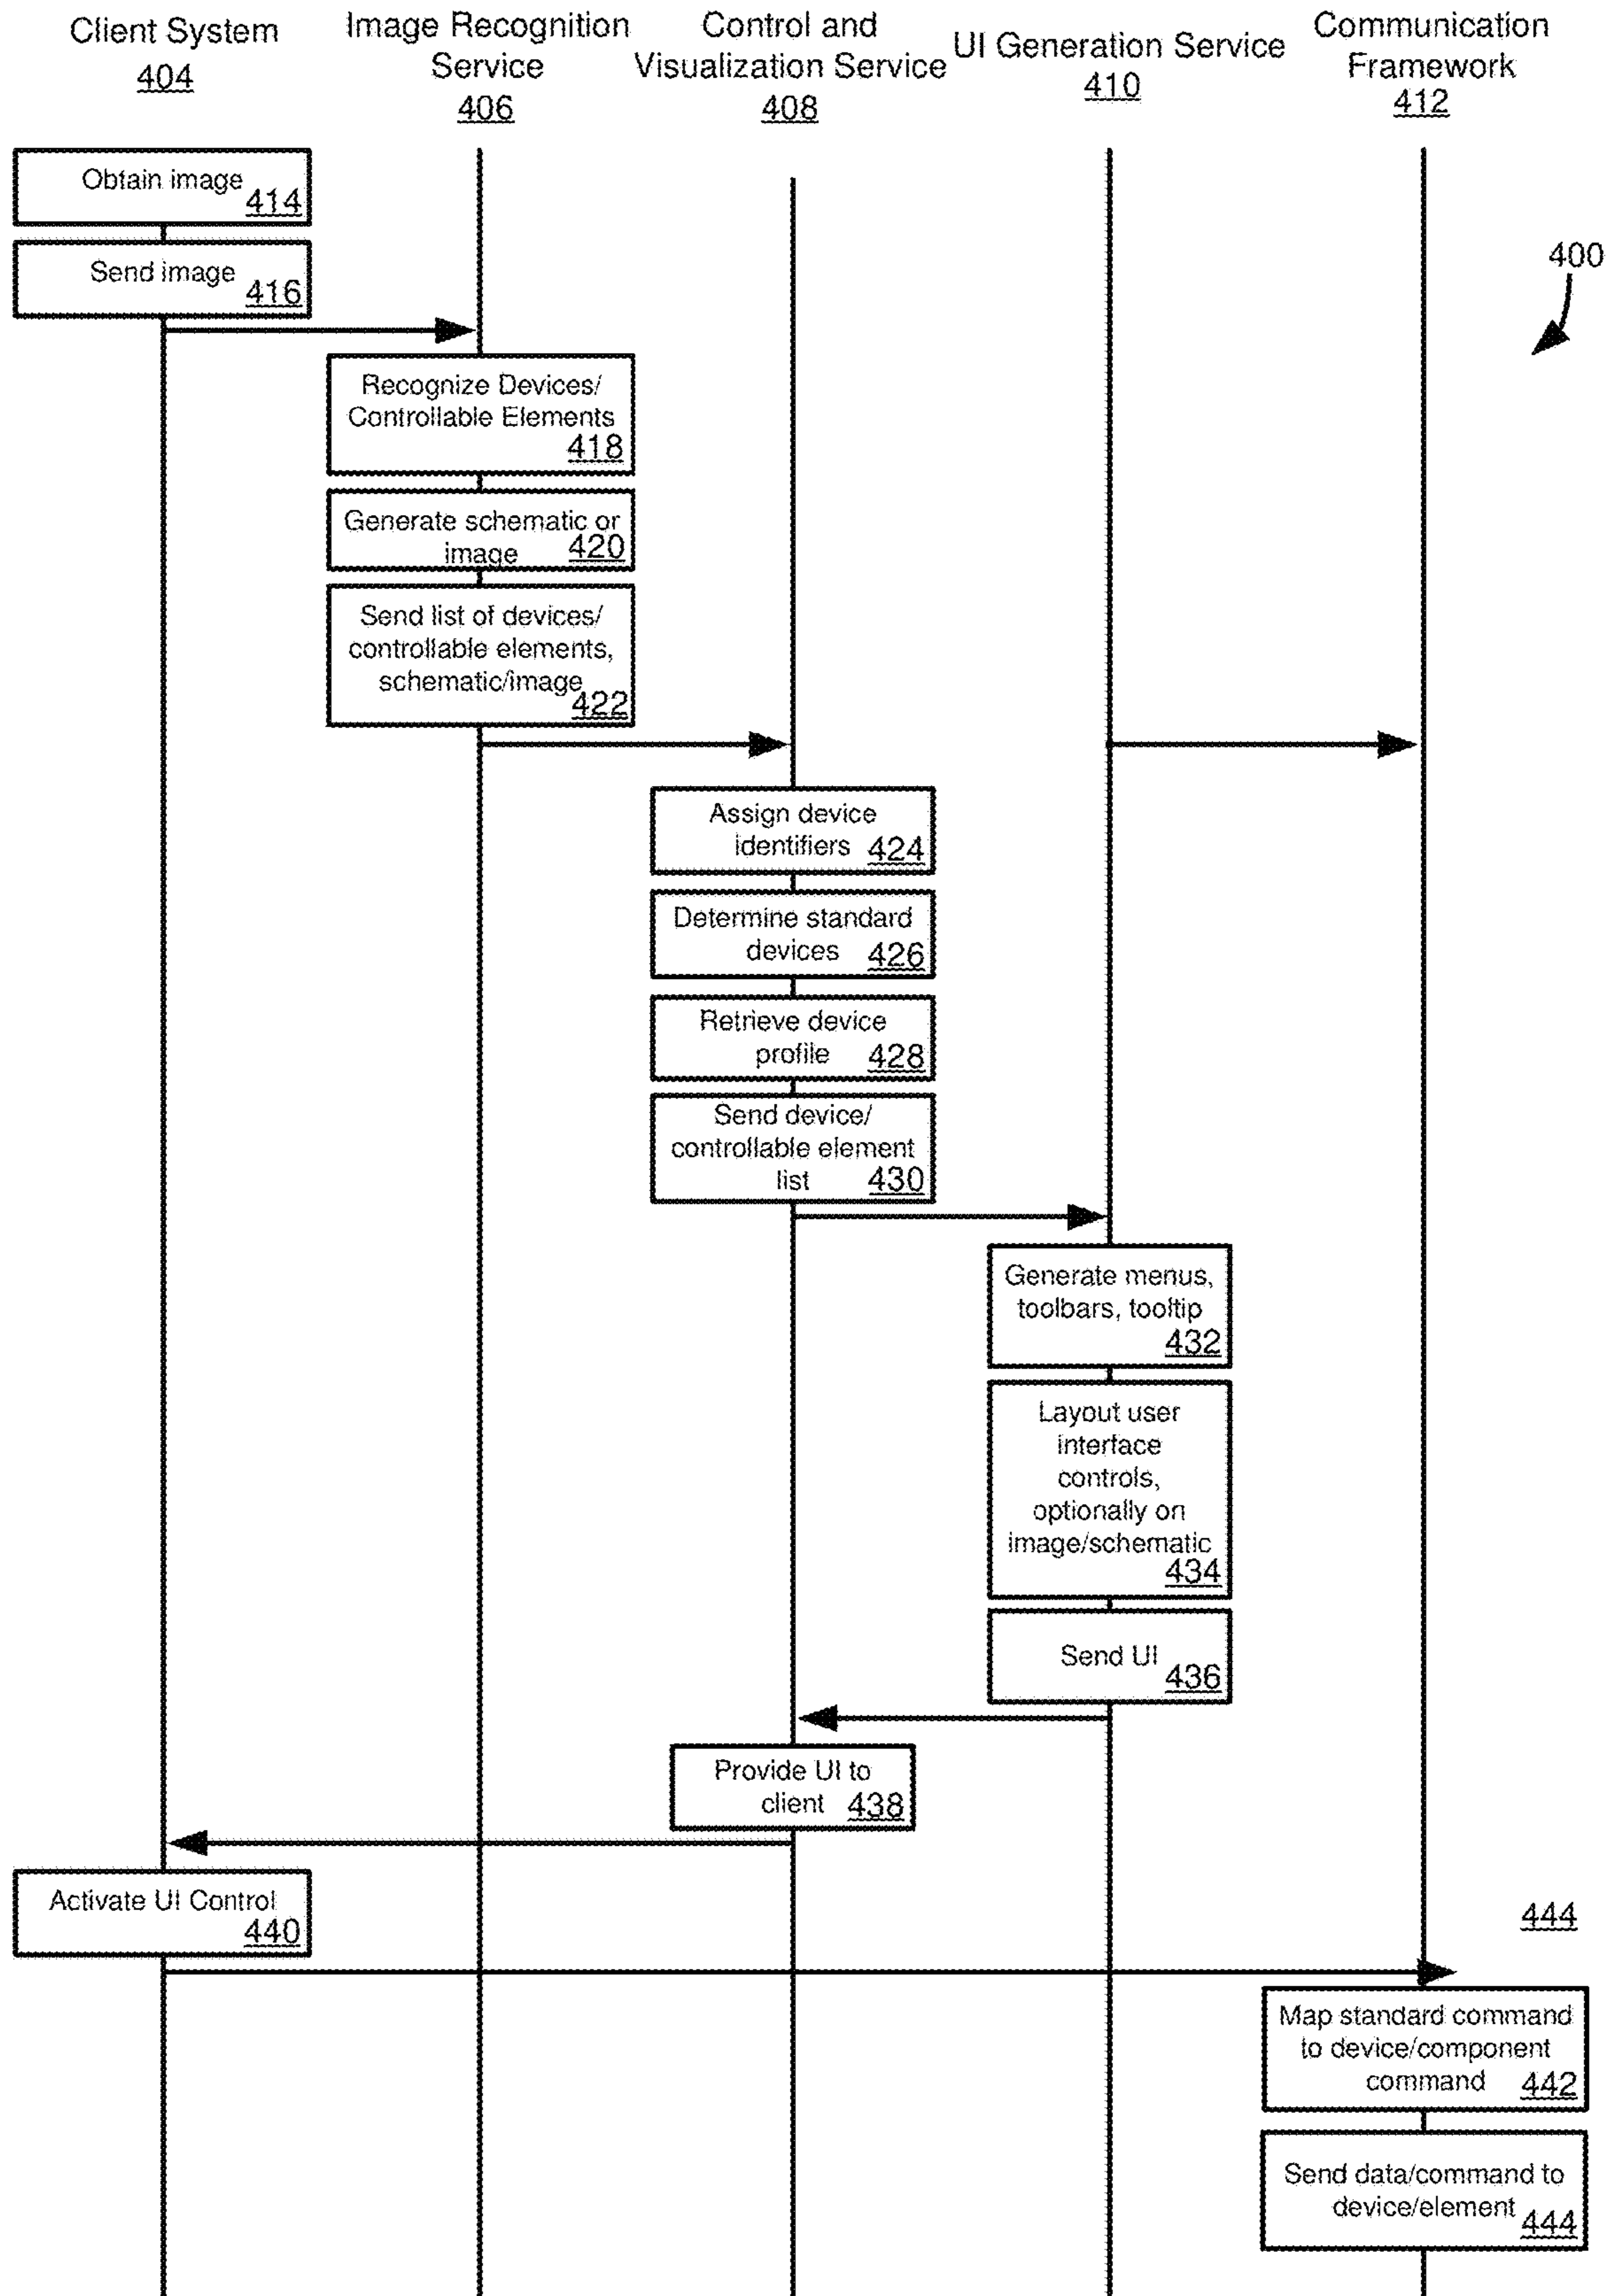 Client System
404
Image Recognition
Service
406
Control and
Visualization Service
408
UI Generation Service
410
Communication
Framework
412
Obtain image
414
Send image
416
400
Recognize Devices/
Controllable Elements
418
Generate schematic or
image 420
Send list of devices/
controllable elements,
schematic/image
422
Assign device
identifiers 424
Determine standard
devices 426
Retrieve device
profile 428
Send device/
controllable element
list 430
Generate menus,
toolbars, tooltip
432
Layout user
interface
controls,
optionally on
image/schematic
434
Send UI
436
Provide UI to
client 438
Activate UI Control
440
444
Map standard command
to device/component
command 442
Send data/command to
device/element
444